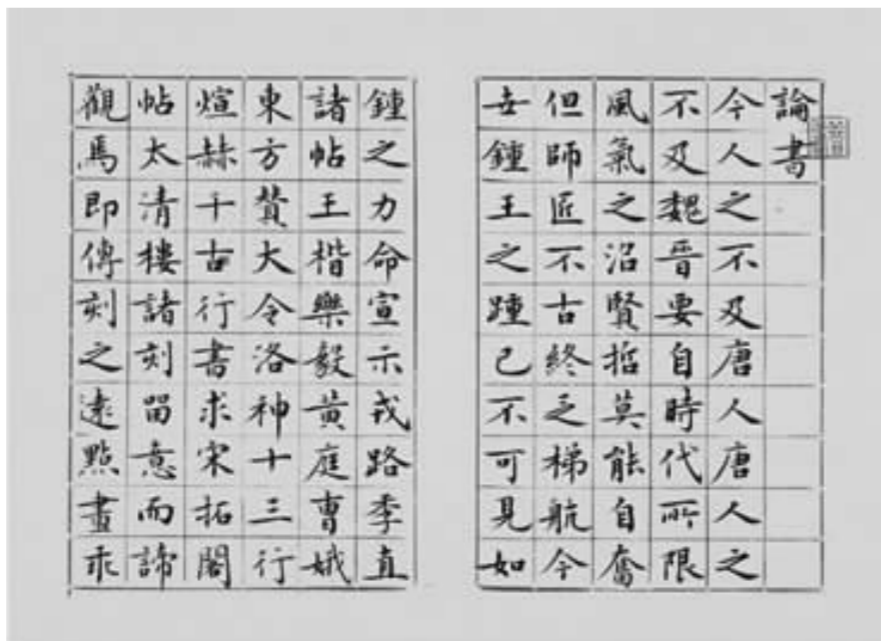 論書
今人之不及唐人唐人之
不及魏晉要自時代所限
風氣之沿賢哲莫能自奮
但師匠不古終乏梯航今
世鍾王之踵已不可見如
鍾之力命宣示戎路季直
諸帖王楷樂毅黃庭曹娥
東方贊大令洛神十三行
煊赫千古行書求宋拓閣
帖太清樓諸刻留意而諦
觀焉即傳刻之遠點畫乖